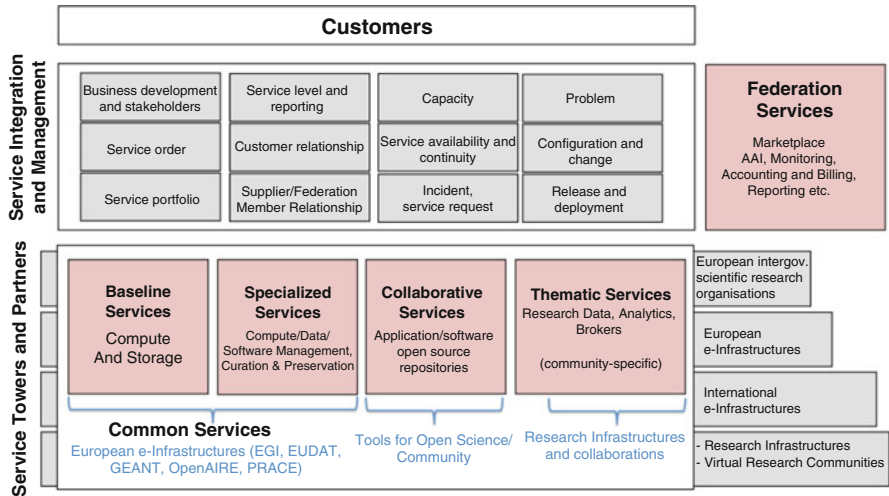 Customers
Service Integration
and Management
Business development
and stakeholders
Service level and
reporting
Capacity
Problem
Service order
Customer relationship
Service availability and
continuity
Configuration and
change
Service portfolio
Supplier/Federation
Member Relationship
Incident,
service request
Release and
deployment
Federation
Services
Marketplace
AAI, Monitoring,
Accounting and Billing,
Reporting etc.
Service Towers and Partners
Baseline
Services
Compute
And Storage
Specialized
Services
Compute/Data/
Software Management,
Curation & Preservation
Collaborative
Services
Application/software
open source
repositories
Thematic Services
Research Data, Analytics,
Brokers
(community-specific)
Common Services
European e-Infrastructures (EGI, EUDAT,
GEANT, OpenAIRE, PRACE)
Tools for Open Science/
Community
Research Infrastructures
and collaborations
European intergov.
scientific research
organisations
European
e-Infrastructures
International
e-Infrastructures
- Research Infrastructures
- Virtual Research Communities